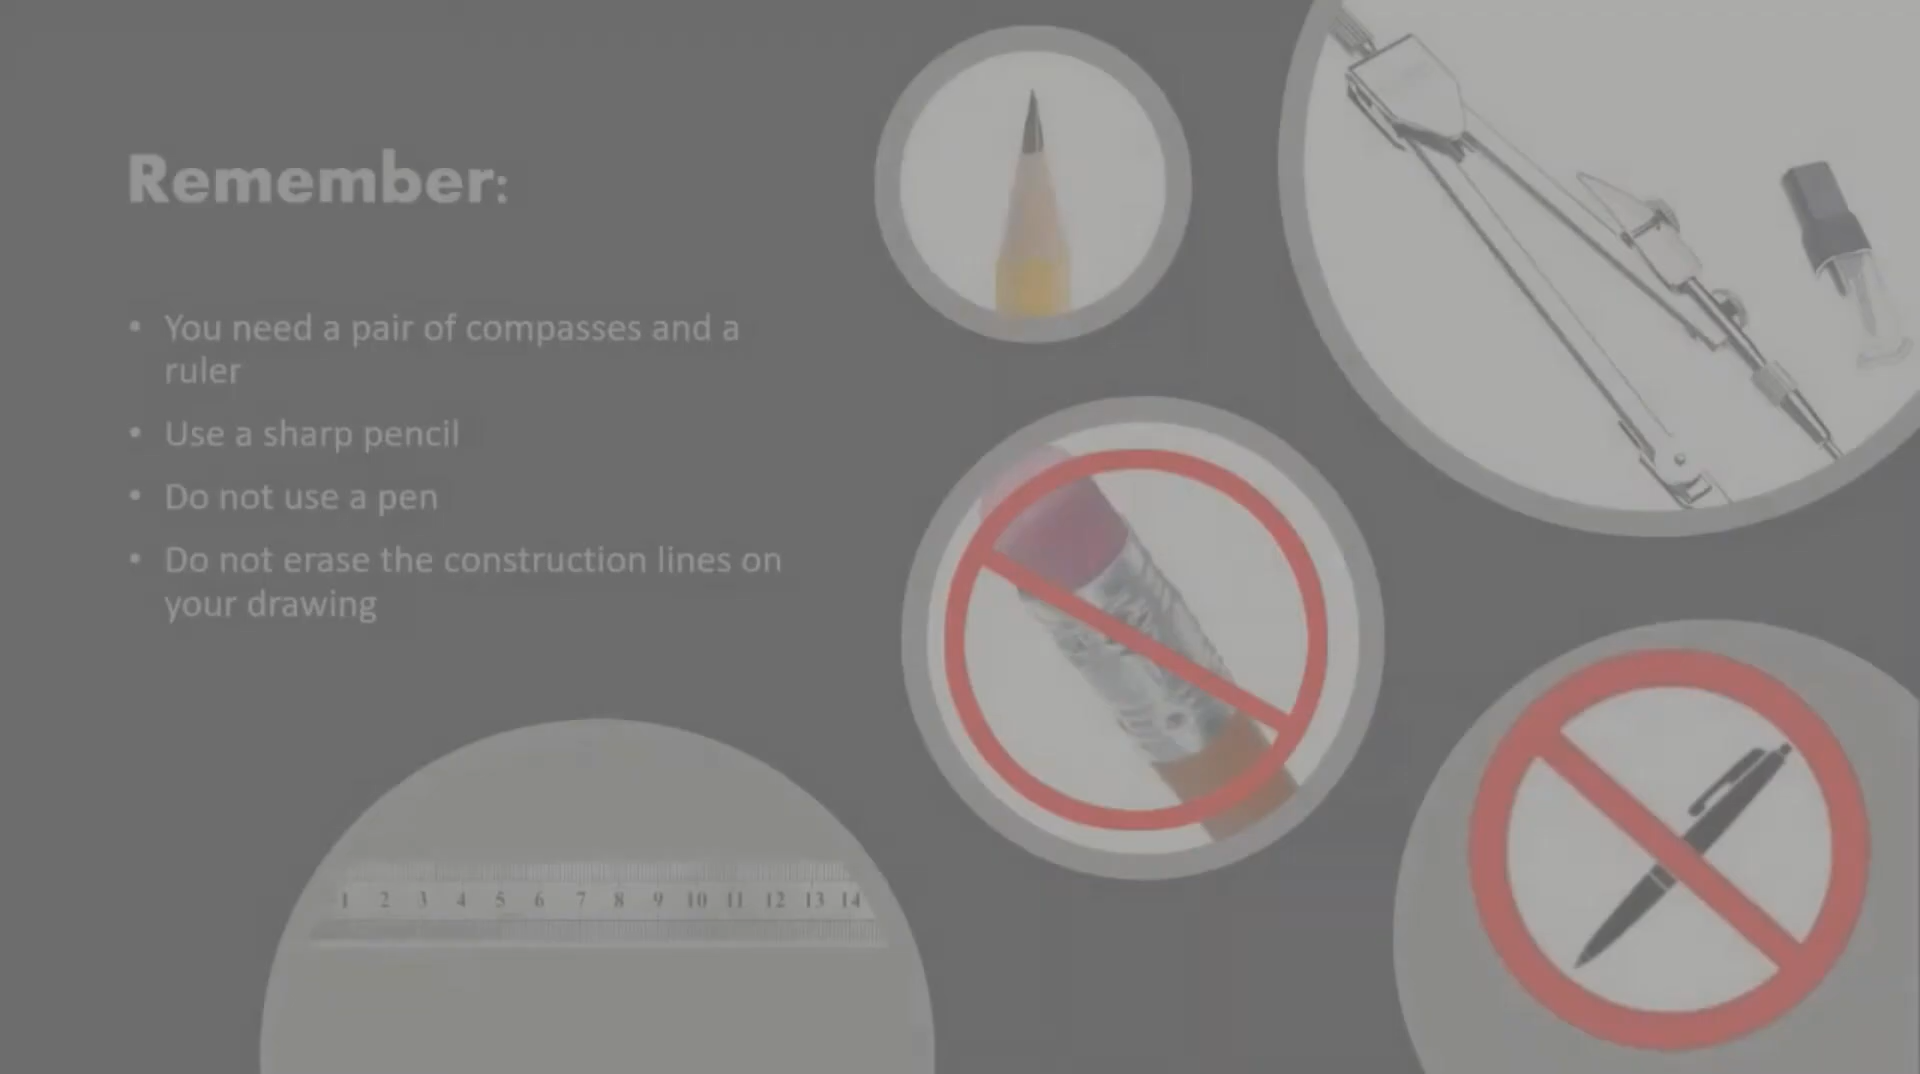 Remember:
• You need a pair of compasses and a
ruler
• Use a sharp pencil
• Do not use a pen
• Do not erase the construction lines on
your drawing
1 2 3 4 5 6 7 8 9 10 11 12 13 14